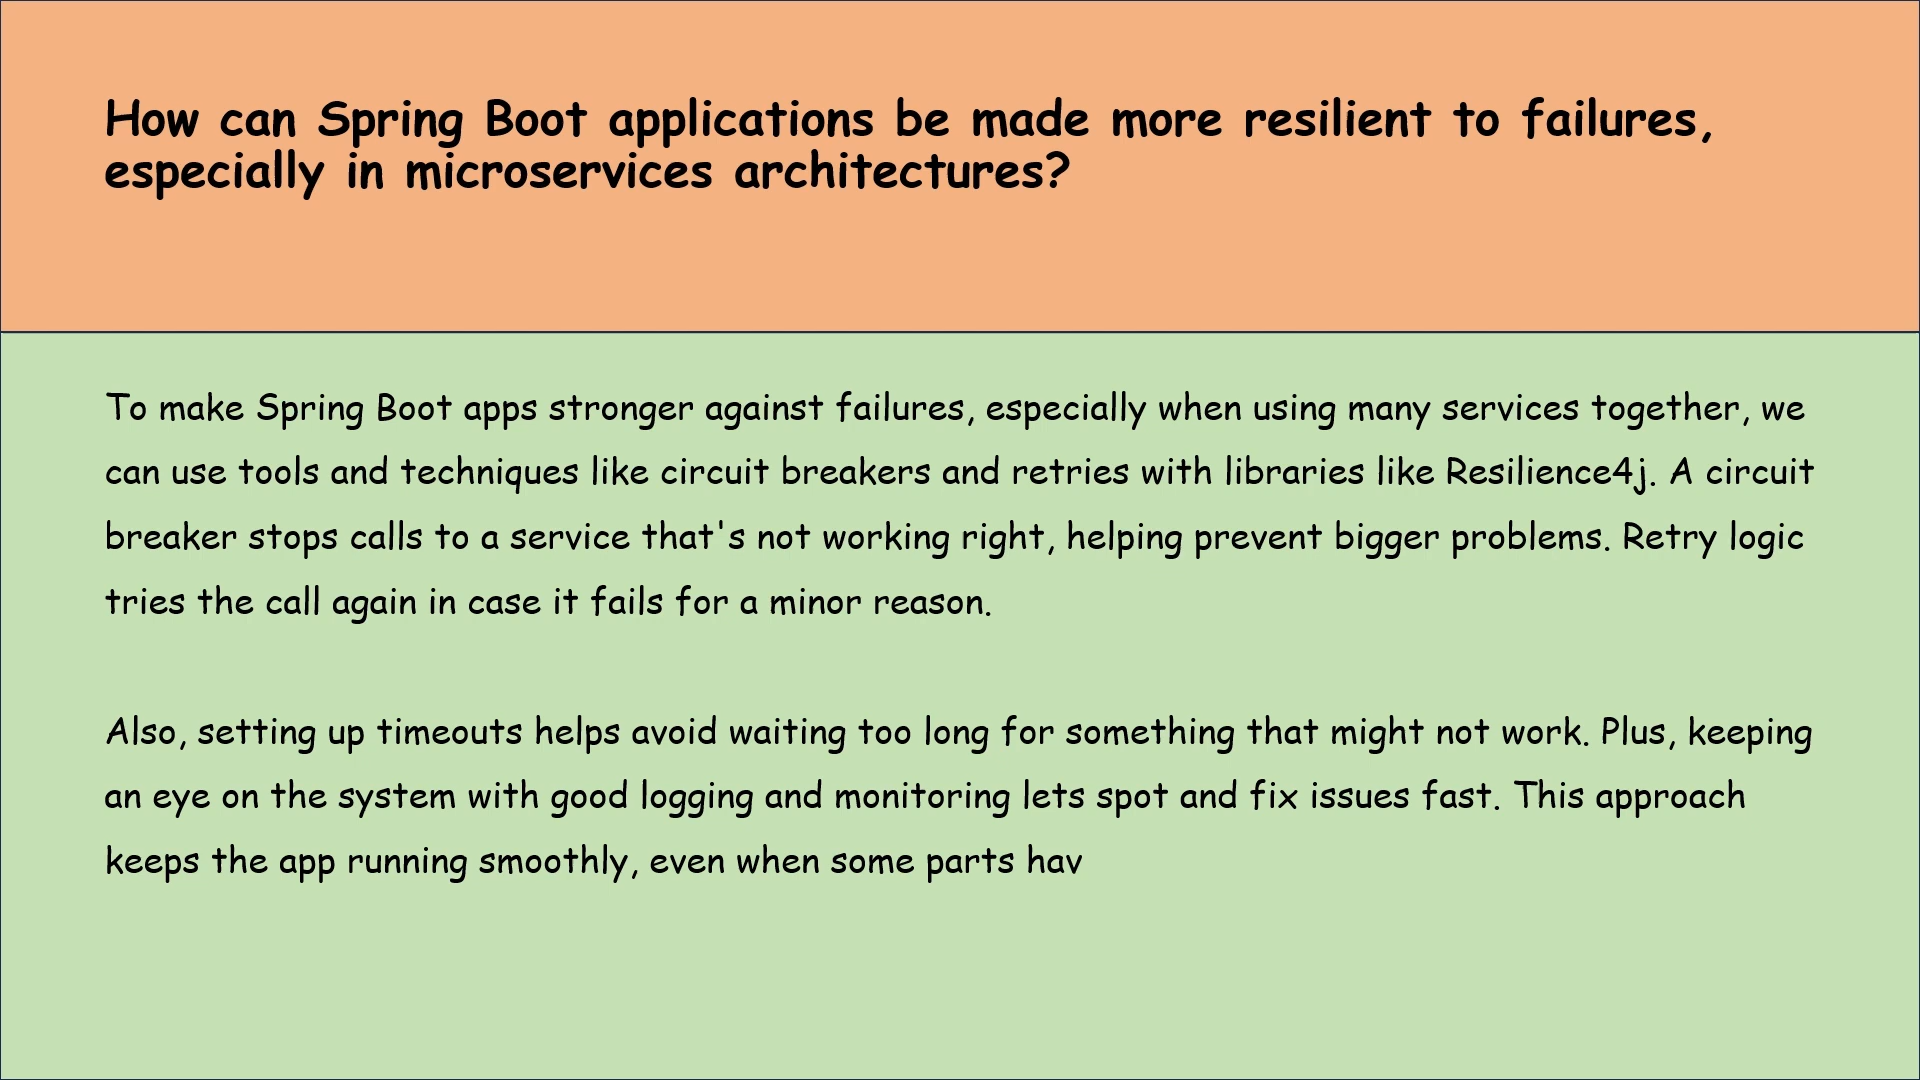 How can Spring Boot applications be made more resilient to failures,
especially in microservices architectures?
To make Spring Boot apps stronger against failures, especially when using many services together, we
can use tools and techniques like circuit breakers and retries with libraries like Resilience4j. A circuit
breaker stops calls to a service that's not working right, helping prevent bigger problems. Retry logic
tries the call again in case it fails for a minor reason.
Also, setting up timeouts helps avoid waiting too long for something that might not work. Plus, keeping
an eye on the system with good logging and monitoring lets spot and fix issues fast. This approach
keeps the app running smoothly, even when some parts hav